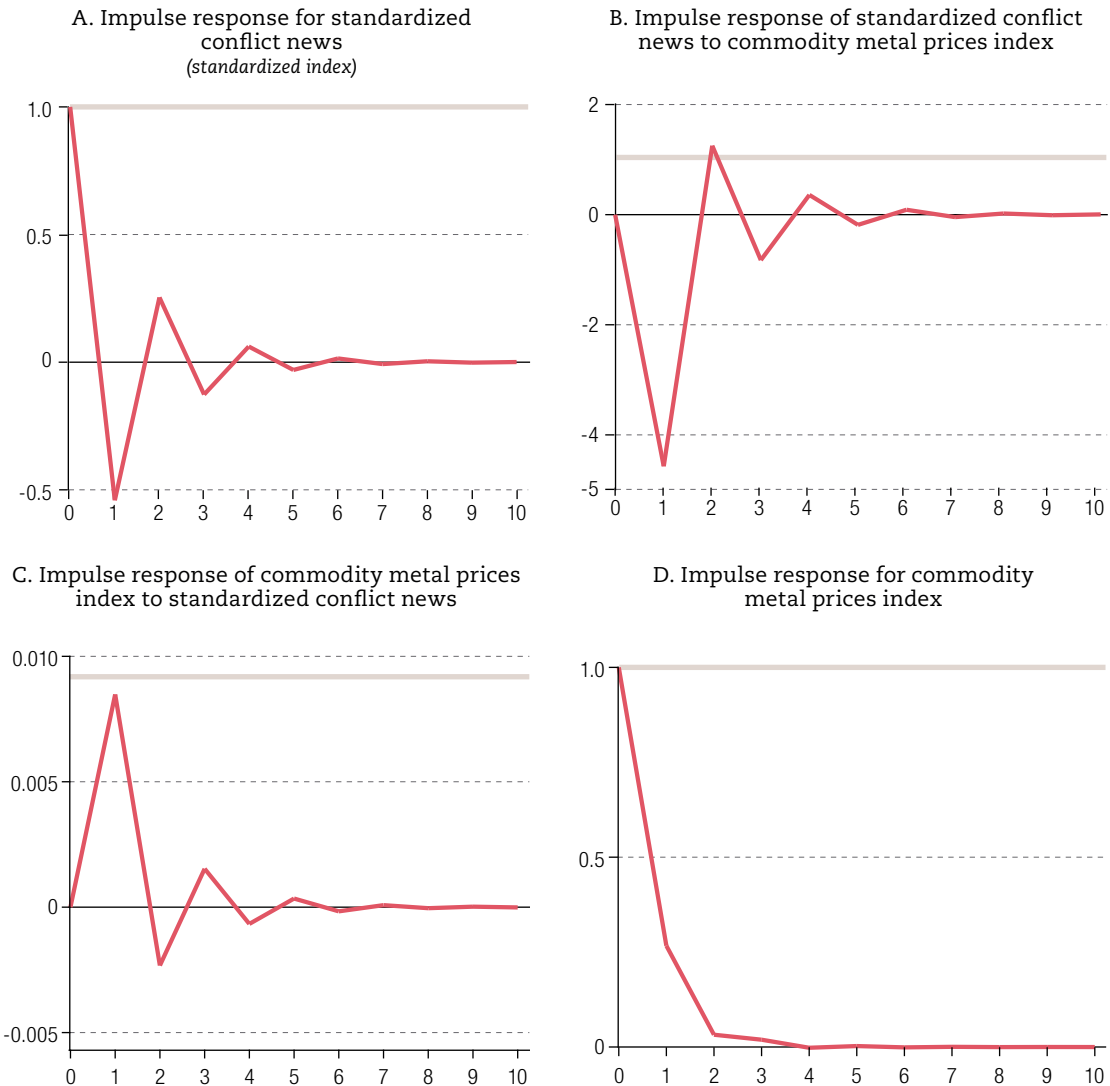 A. Impulse response for standardized
conflict news
(standardized index)
1.0
0.5
0
-0.5
0 1 2 3 4 5 6 7 8 9 10
B. Impulse response of standardized conflict
news to commodity metal prices index
2
0
-2
-4
-5
0 1 2 3 4 5 6 7 8 9 10
C. Impulse response of commodity metal prices
index to standardized conflict news
0.010
0.005
0
-0.005
0 1 2 3 4 5 6 7 8 9 10
D. Impulse response for commodity
metal prices index
1.0
0.5
0
0 1 2 3 4 5 6 7 8 9 10